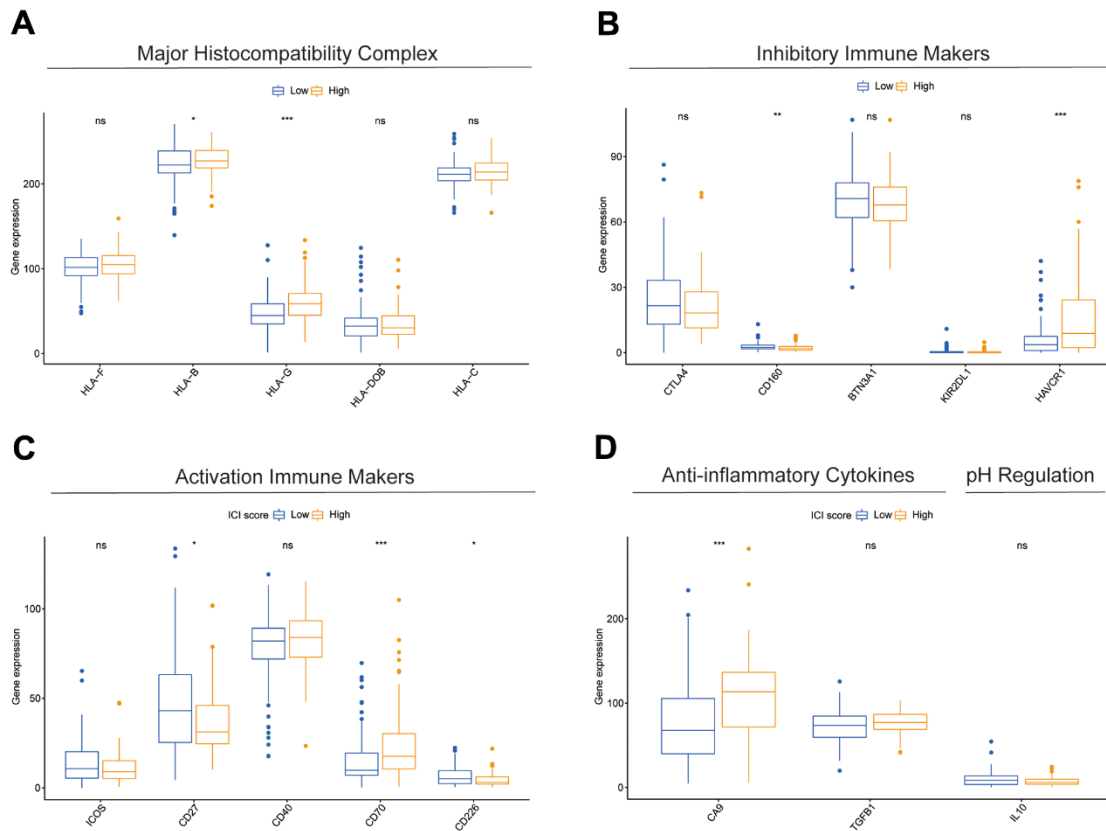 A
Major Histocompatibility Complex
Low High
ns * *** ns ns
Gene expression
200
100
0
HLA-F HLA-B HLA-G HLA-DOB HLA-C
B
Inhibitory Immune Makers
Low High
ns ** ns ns ***
Gene expression
90
60
30
0
CTLA4 CD160 BTN3A1 KIR2DL1 HAVCR1
C
Activation Immune Makers
ICI score Low High
ns * ns *** *
Gene expression
100
50
0
ICOS CD27 CD40 CD70 CD226
D
Anti-inflammatory Cytokines pH Regulation
ICI score Low High
*** ns ns
Gene expression
200
100
0
CA9 TGFB1 IL10